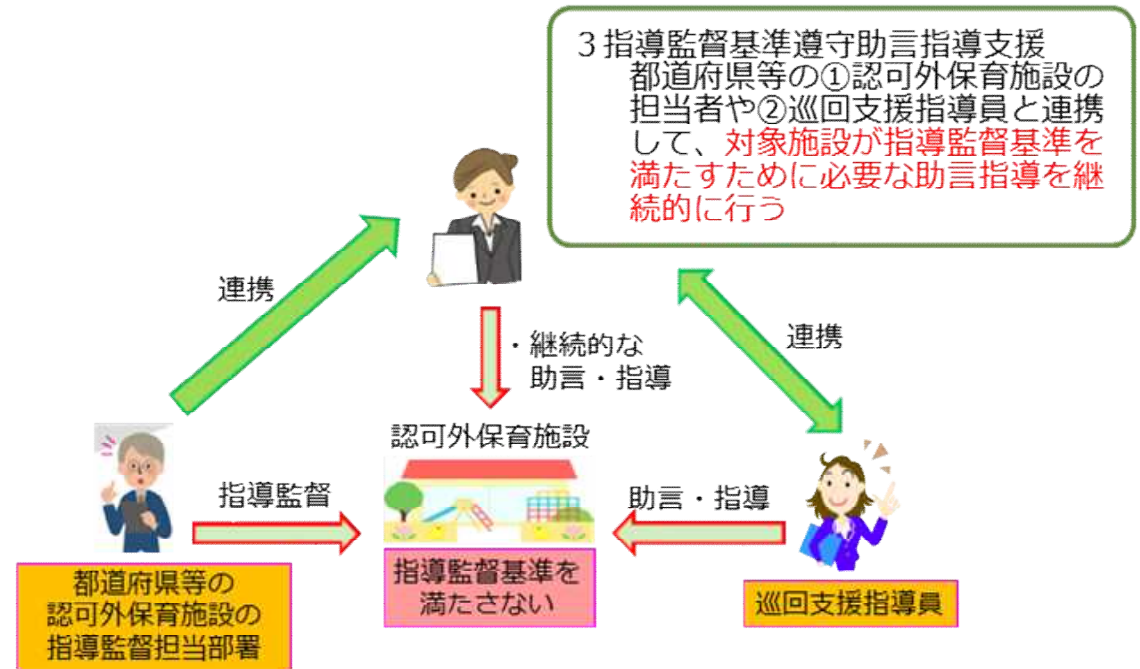 3指導監督基準遵守助言指導支援
都道府県等の①認可外保育施設の
担当者や②巡回支援指導員と連携
して、対象施設が指導監督基準を
満たすために必要な助言指導を継
続的に行う
連携
連携
・継続的な
助言・指導
認可外保育施設
指導監督
助言・指導
指導監督基準を
満たさない
都道府県等の
認可外保育施設の
指導監督担当部署
巡回支援指導員